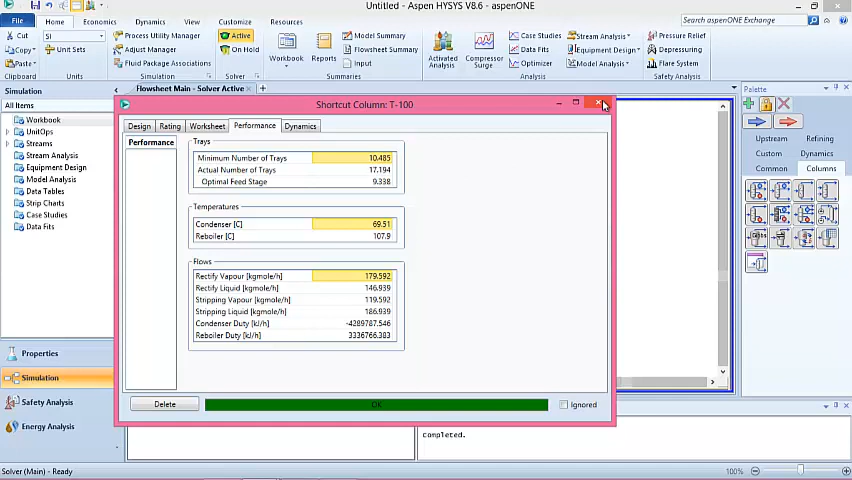 Untitled - Aspen HYSYS V8.6 - aspenONE
File
Home
Economics
Dynamics
View
Customize
Resources
Search aspenONE Exchange
Cut
SI
Process Utility Manager
Active
Model Summary
Case Studies
Stream Analysis
Pressure Relief
Copy
Unit Sets
Adjust Manager
On Hold
Flowsheet Summary
Data Fits
Equipment Design
Depressuring
Paste
Fluid Package Associations
Workbook
Reports
Input
Activated Analysis
Compressor Surge
Optimizer
Model Analysis
Flare System
Clipboard
Units
Simulation
Solver
Summaries
Analysis
Safety Analysis
Simulation
Flowsheet Main - Solver Active
Palette
All Items
Shortcut Column: T-100
Workbook
UnitOps
Streams
Stream Analysis
Equipment Design
Model Analysis
Data Tables
Strip Charts
Case Studies
Data Fits
Design
Rating
Worksheet
Performance
Dynamics
Performance
Trays
Minimum Number of Trays 10.485
Actual Number of Trays 17.194
Optimal Feed Stage 9.338
Temperatures
Condenser [C] 69.51
Reboiler [C] 107.9
Flows
Rectify Vapour [kgmole/h] 179.592
Rectify Liquid [kgmole/h] 146.939
Stripping Vapour [kgmole/h] 119.592
Stripping Liquid [kgmole/h] 186.939
Condenser Duty [kJ/h] -4289787.546
Reboiler Duty [kJ/h] 3336766.383
Delete
OK
Ignored
Upstream
Refining
Custom
Dynamics
Common
Columns
Properties
Simulation
Safety Analysis
Energy Analysis
completed.
Solver (Main) - Ready
100%